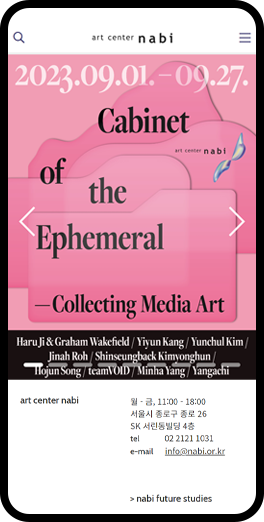 art center nabi
2023.09.01.–09.27.
Cabinet
art center nabi
of
the
Ephemeral
—Collecting Media Art
Haru Ji & Graham Wakefield / Yiyun Kang / Yunchul Kim /
Jinah Roh / Shinseungback Kimyonghun /
Hojun Song / teamVOID / Minha Yang / Yangachi
art center nabi
월 - 금, 11:00 - 18:00
서울시 종로구 종로 26
SK 서린동빌딩 4층
tel 02 2121 1031
e-mail info@nabi.or.kr
> nabi future studies